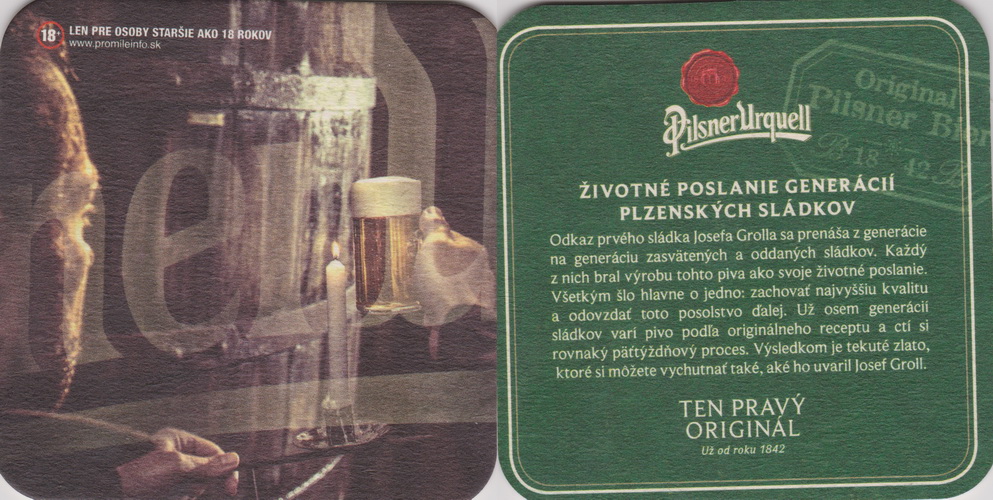 18+ LEN PRE OSOBY STARŠIE AKO 18 ROKOV
www.promileinfo.sk
Original
Pilsner Bier
B 18 42 B
Pilsner Urquell
ŽIVOTNÉ POSLANIE GENERÁCIÍ
PLZENSKÝCH SLÁDKOV
Odkaz prvého sládka Josefa Grolla sa prenáša z generácie
na generáciu zasvätených a oddaných sládkov. Každý
z nich bral výrobu tohto piva ako svoje životné poslanie.
Všetkým šlo hlavne o jedno: zachovať najvyššiu kvalitu
a odovzdať toto posolstvo ďalej. Už osem generácií
sládkov varí pivo podľa originálneho receptu a ctí si
rovnaký päťtýždňový proces. Výsledkom je tekuté zlato,
ktoré si môžete vychutnať také, aké ho uvaril Josef Groll.
TEN PRAVÝ
ORIGINÁL
Už od roku 1842